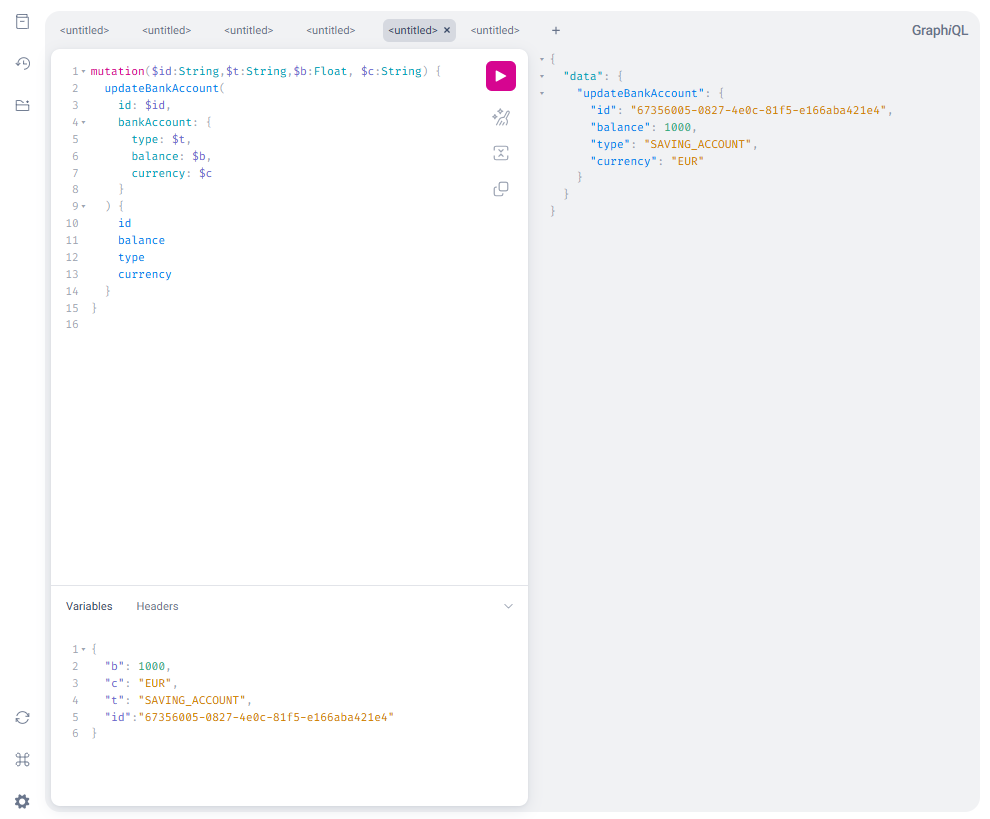 <untitled> <untitled> <untitled> <untitled> <untitled> × <untitled> + GraphiQL
1 mutation($id:String,$t:String,$b:Float, $c:String) {
2 updateBankAccount(
3 id: $id,
4 bankAccount: {
5 type: $t,
6 balance: $b,
7 currency: $c
8 }
9 ) {
10 id
11 balance
12 type
13 currency
14 }
15 }
16
Variables Headers
1 {
2 "b": 1000,
3 "c": "EUR",
4 "t": "SAVING_ACCOUNT",
5 "id":"67356005-0827-4e0c-81f5-e166aba421e4"
6 }
{
"data": {
"updateBankAccount": {
"id": "67356005-0827-4e0c-81f5-e166aba421e4",
"balance": 1000,
"type": "SAVING_ACCOUNT",
"currency": "EUR"
}
}
}